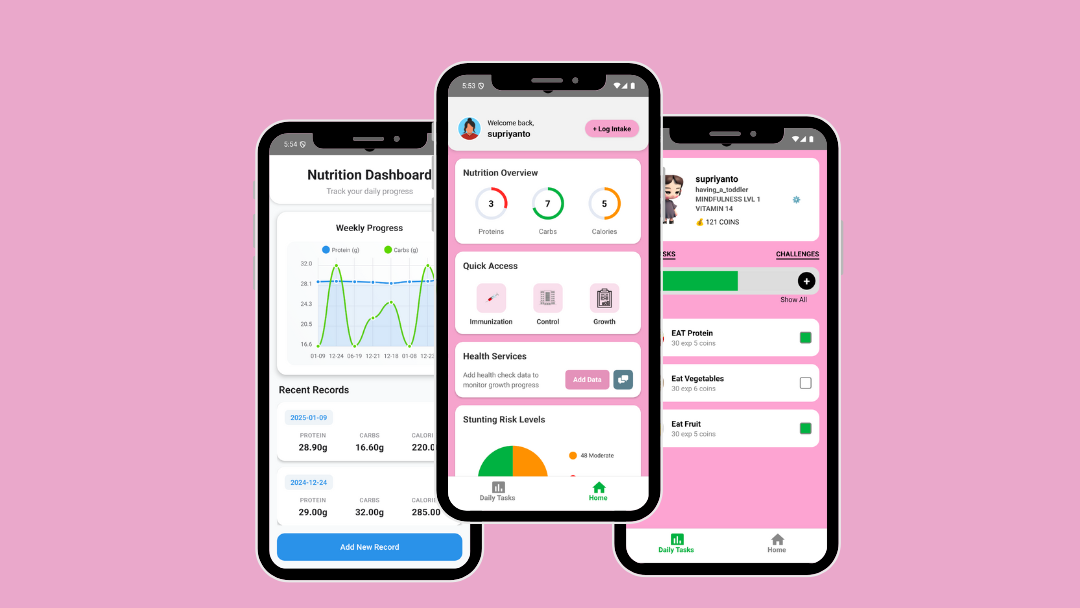 5:54
Nutrition Dashboard
Track your daily progress
Weekly Progress
Protein (g) Carbs (g)
32.0
28.1
24.3
20.5
16.6
01-09 12-24 06-19 12-21 12-18 01-08 12-23
Recent Records
2025-01-09
PROTEIN CARBS CALORI
28.90g 16.60g 220.0
2024-12-24
PROTEIN CARBS CALORIE
29.00g 32.00g 285.00
Add New Record
5:53
Welcome back,
supriyanto
+ Log Intake
Nutrition Overview
3 7 5
Proteins Carbs Calories
Quick Access
Immunization Control Growth
Health Services
Add health check data to
monitor growth progress
Add Data
Stunting Risk Levels
48 Moderate
Daily Tasks Home
supriyanto
having_a_toddler
MINDFULNESS LVL 1
VITAMIN 14
121 COINS
SKS CHALLENGES
+
Show All
EAT Protein
30 exp 5 coins
Eat Vegetables
30 exp 6 coins
Eat Fruit
30 exp 5 coins
Daily Tasks Home